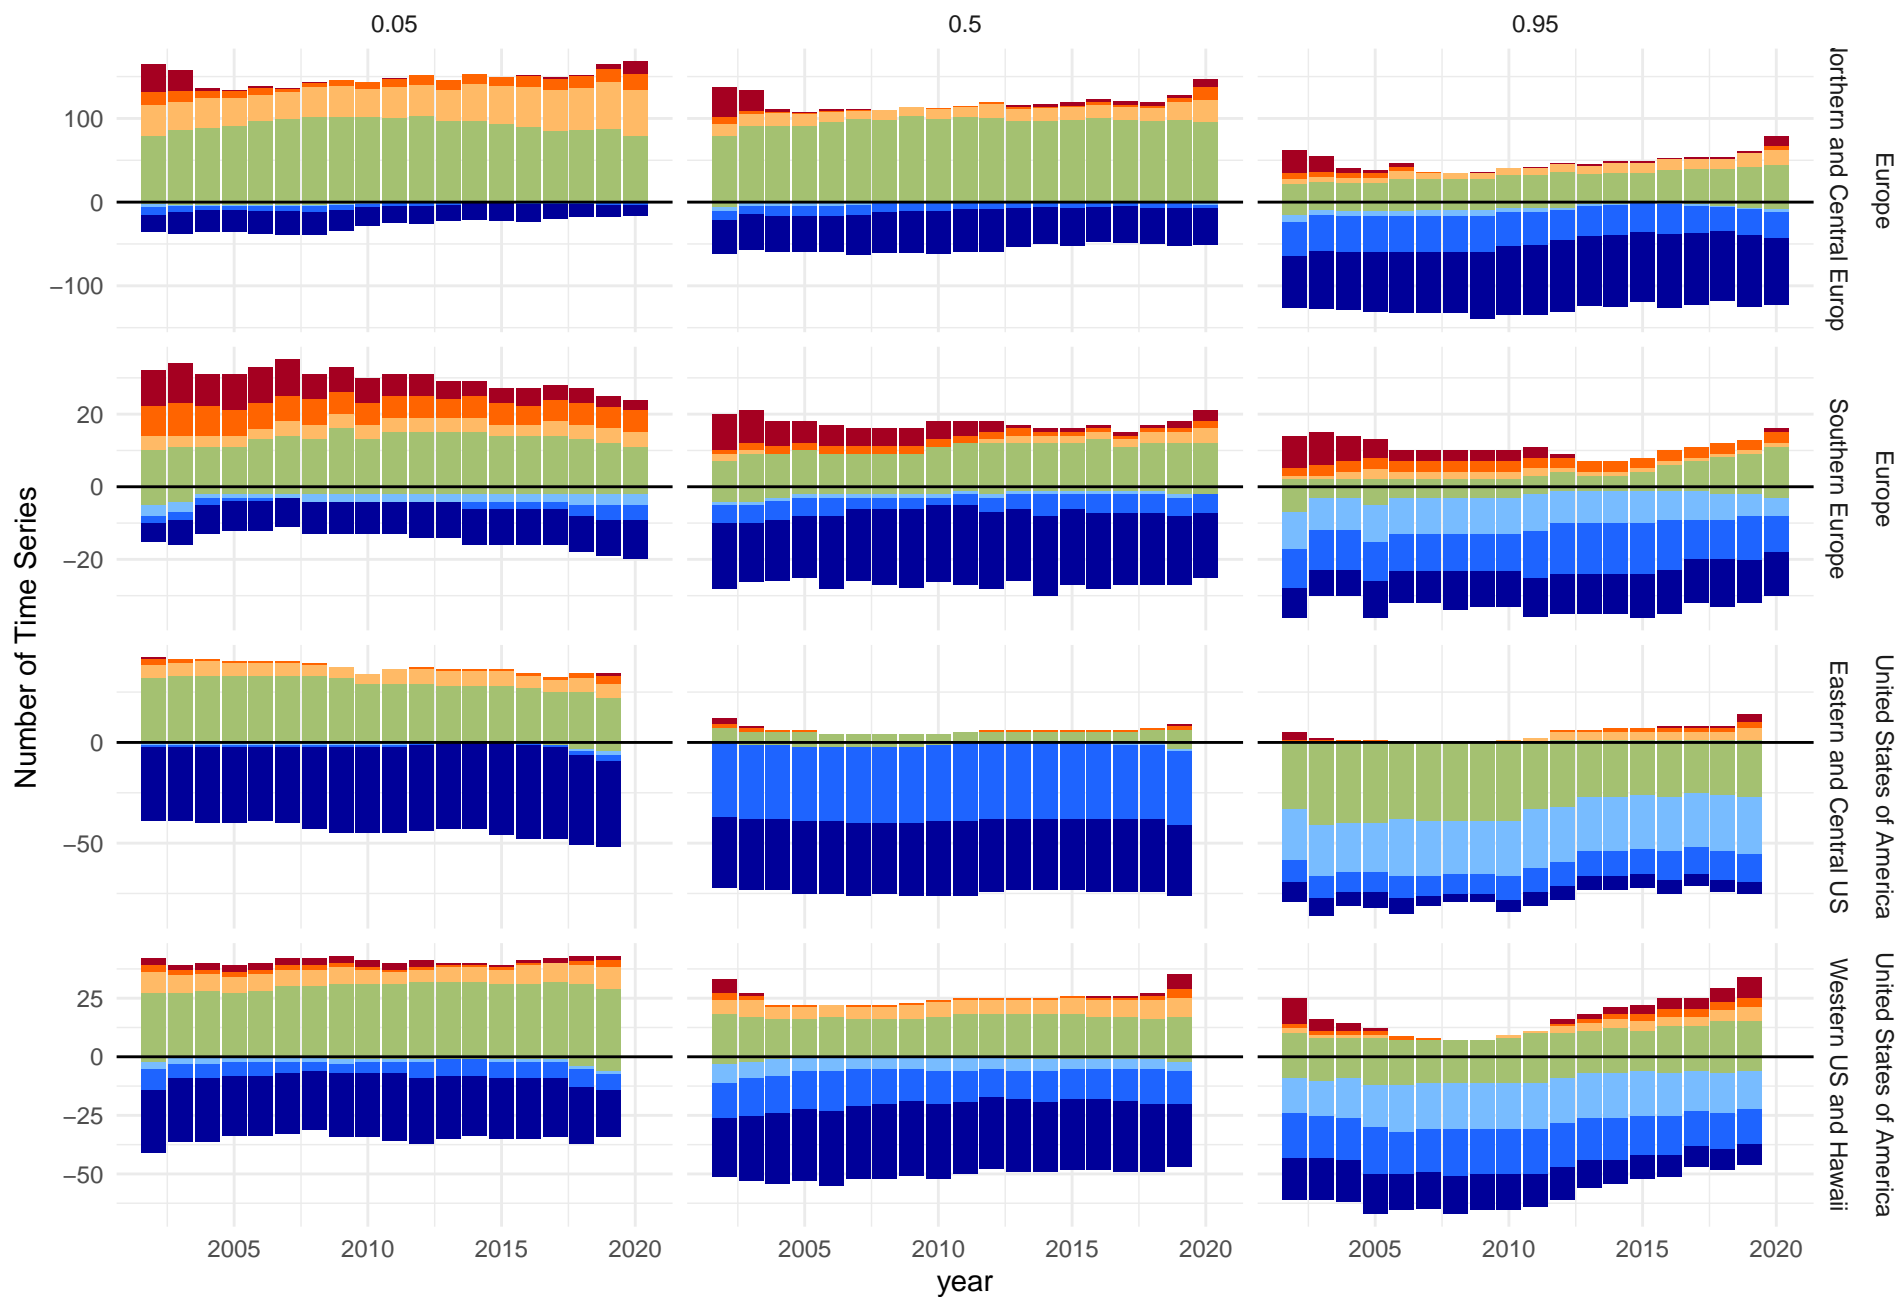 0.05
0.5
0.95
100
0
−100
Europe
orthern and Central Europ
20
0
−20
Europe
Southern Europe
0
−50
United States of America
Eastern and Central US
25
0
−25
−50
United States of America
Western US and Hawaii
Number of Time Series
2005
2010
2015
2020
2005
2010
2015
2020
2005
2010
2015
2020
year